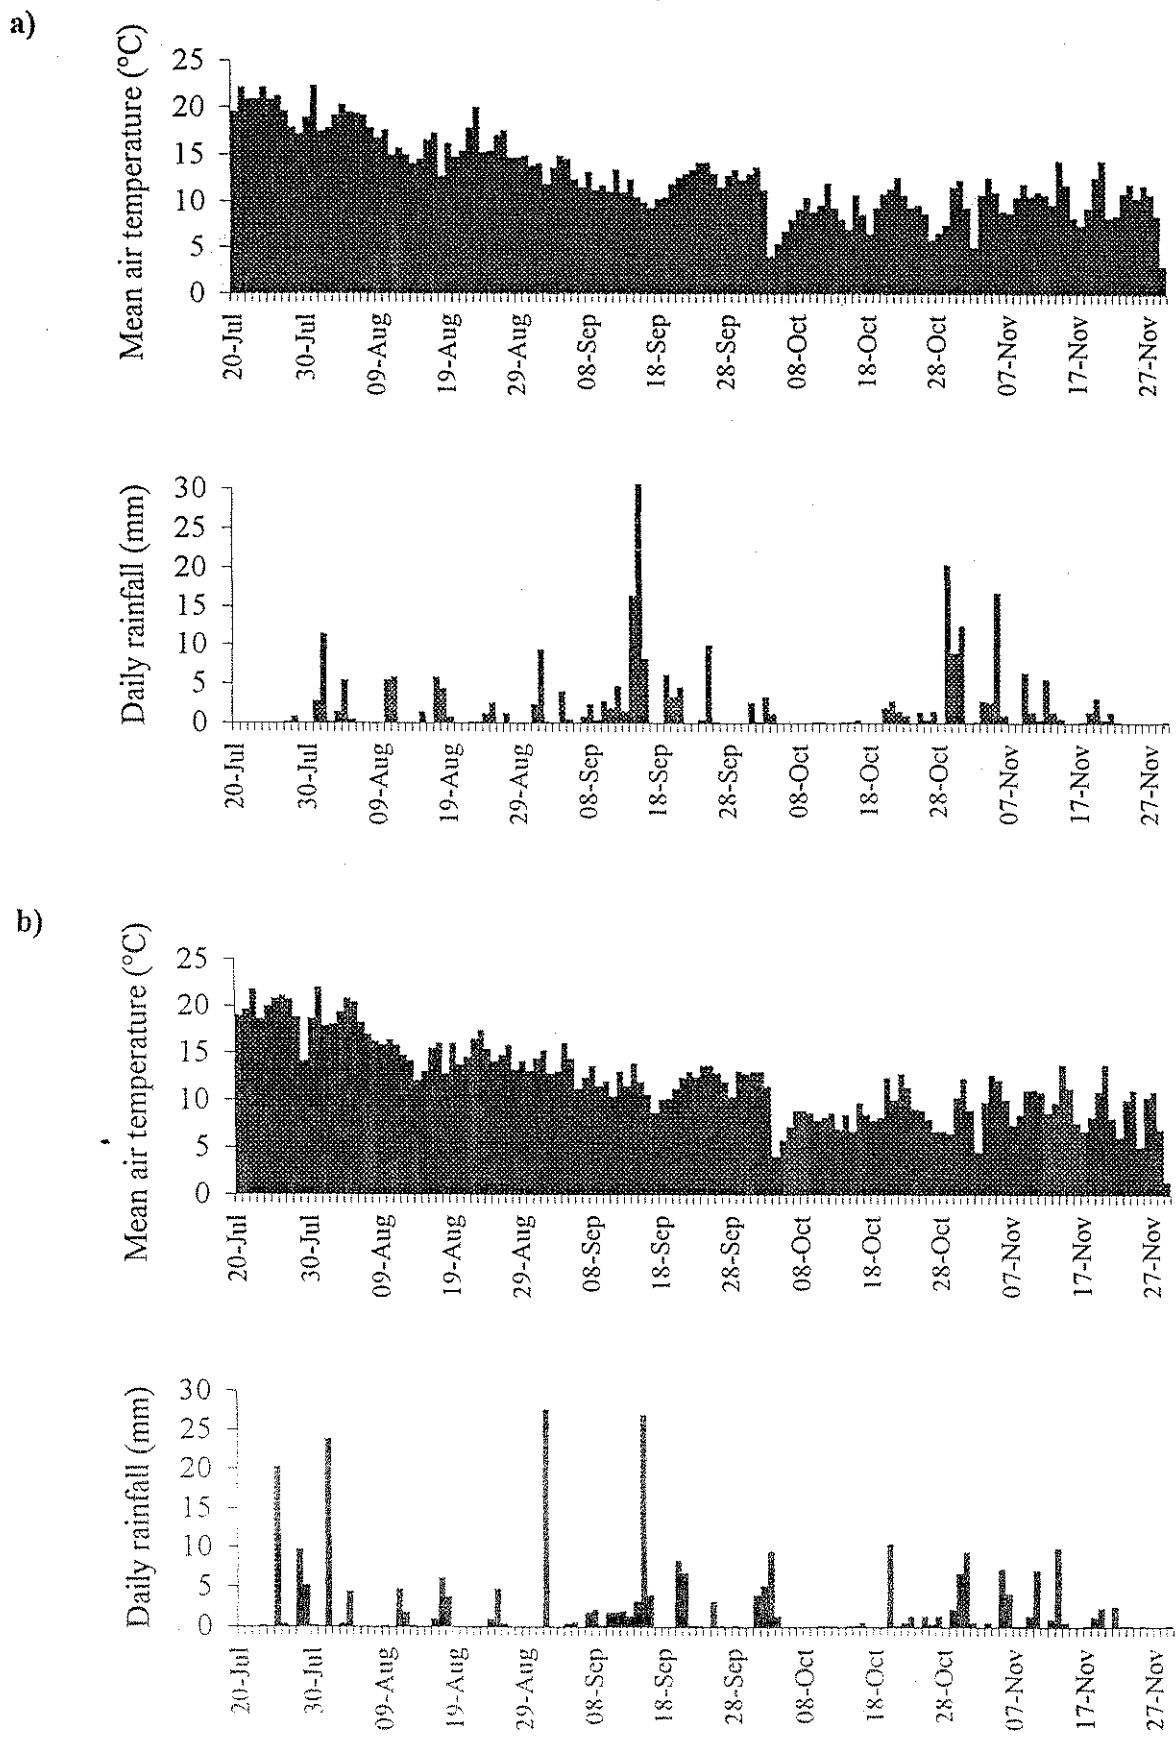 a)
Mean air temperature (°C)
25
20
15
10
5
0
20-Jul
30-Jul
09-Aug
19-Aug
29-Aug
08-Sep
18-Sep
28-Sep
08-Oct
18-Oct
28-Oct
07-Nov
17-Nov
27-Nov
Daily rainfall (mm)
30
25
20
15
10
5
0
20-Jul
30-Jul
09-Aug
19-Aug
29-Aug
08-Sep
18-Sep
28-Sep
08-Oct
18-Oct
28-Oct
07-Nov
17-Nov
27-Nov
b)
Mean air temperature (°C)
25
20
15
10
5
0
20-Jul
30-Jul
09-Aug
19-Aug
29-Aug
08-Sep
18-Sep
28-Sep
08-Oct
18-Oct
28-Oct
07-Nov
17-Nov
27-Nov
Daily rainfall (mm)
30
25
20
15
10
5
0
20-Jul
30-Jul
09-Aug
19-Aug
29-Aug
08-Sep
18-Sep
28-Sep
08-Oct
18-Oct
28-Oct
07-Nov
17-Nov
27-Nov